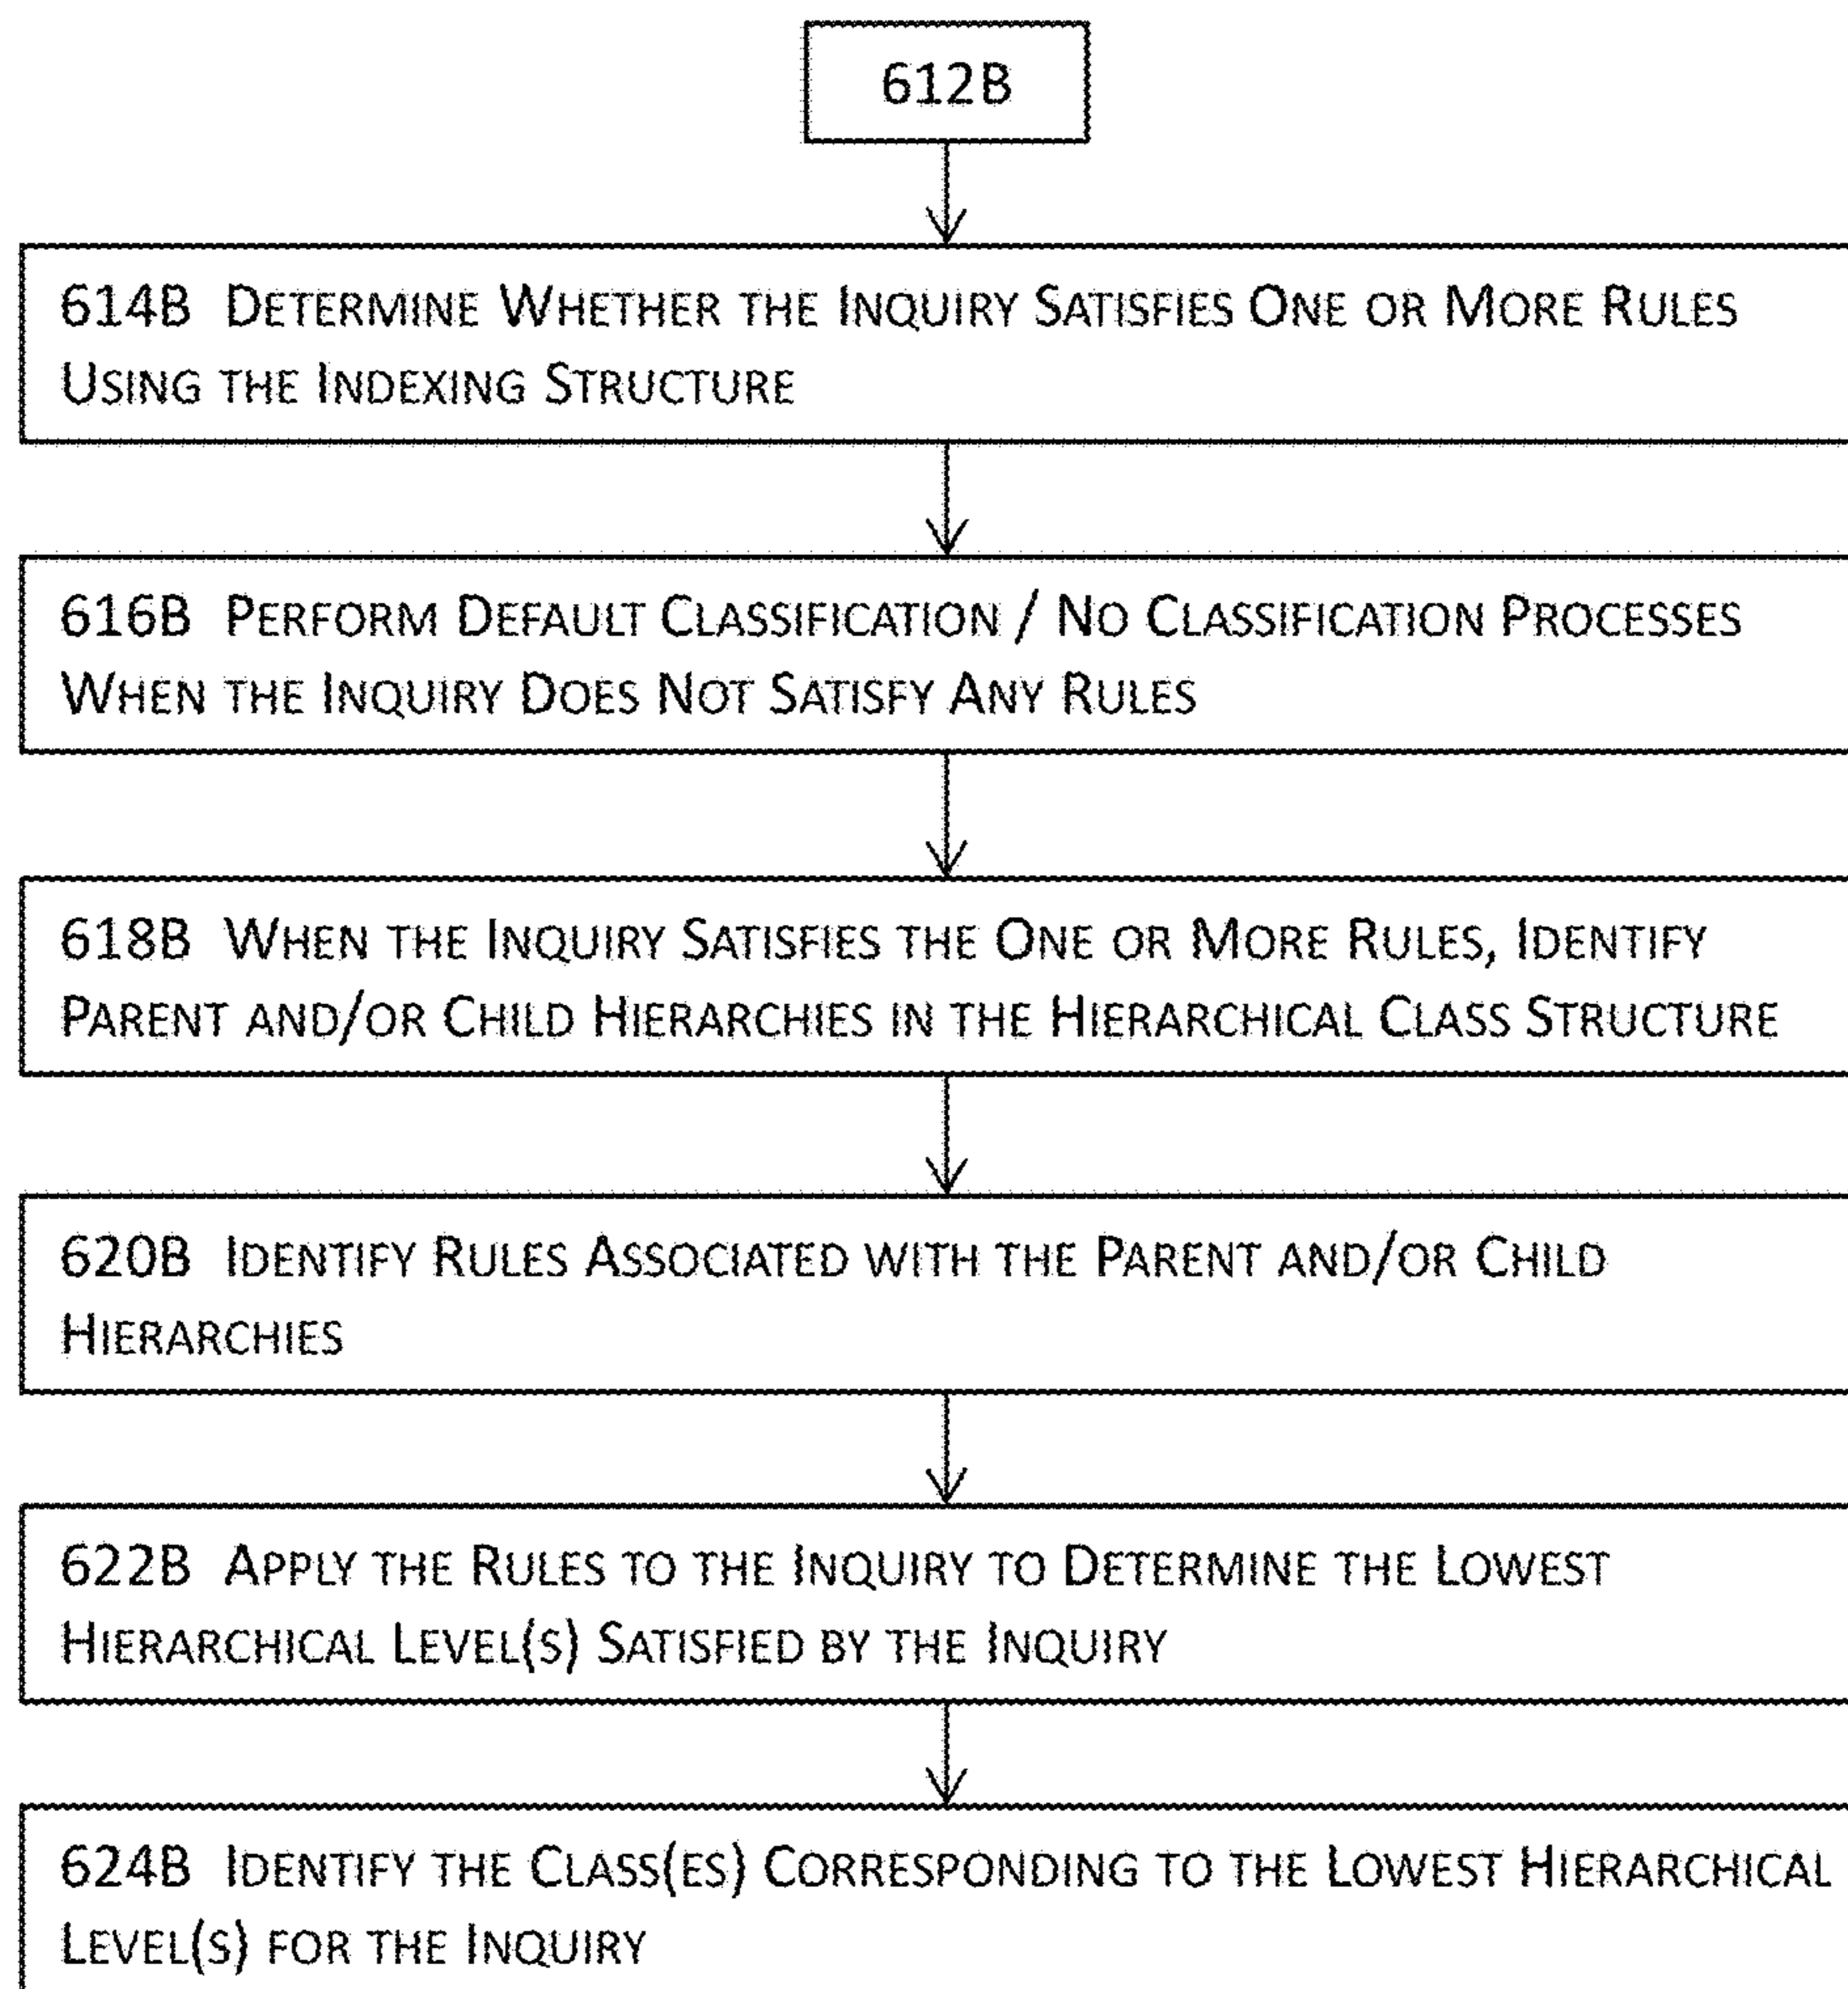 612B
614B Determine Whether the Inquiry Satisfies One or More Rules
Using the Indexing Structure
616B Perform Default Classification / No Classification Processes
When the Inquiry Does Not Satisfy Any Rules
618B When the Inquiry Satisfies the One or More Rules, Identify
Parent and/or Child Hierarchies in the Hierarchical Class Structure
620B Identify Rules Associated with the Parent and/or Child
Hierarchies
622B Apply the Rules to the Inquiry to Determine the Lowest
Hierarchical Level(s) Satisfied by the Inquiry
624B Identify the Class(es) Corresponding to the Lowest Hierarchical
Level(s) for the Inquiry